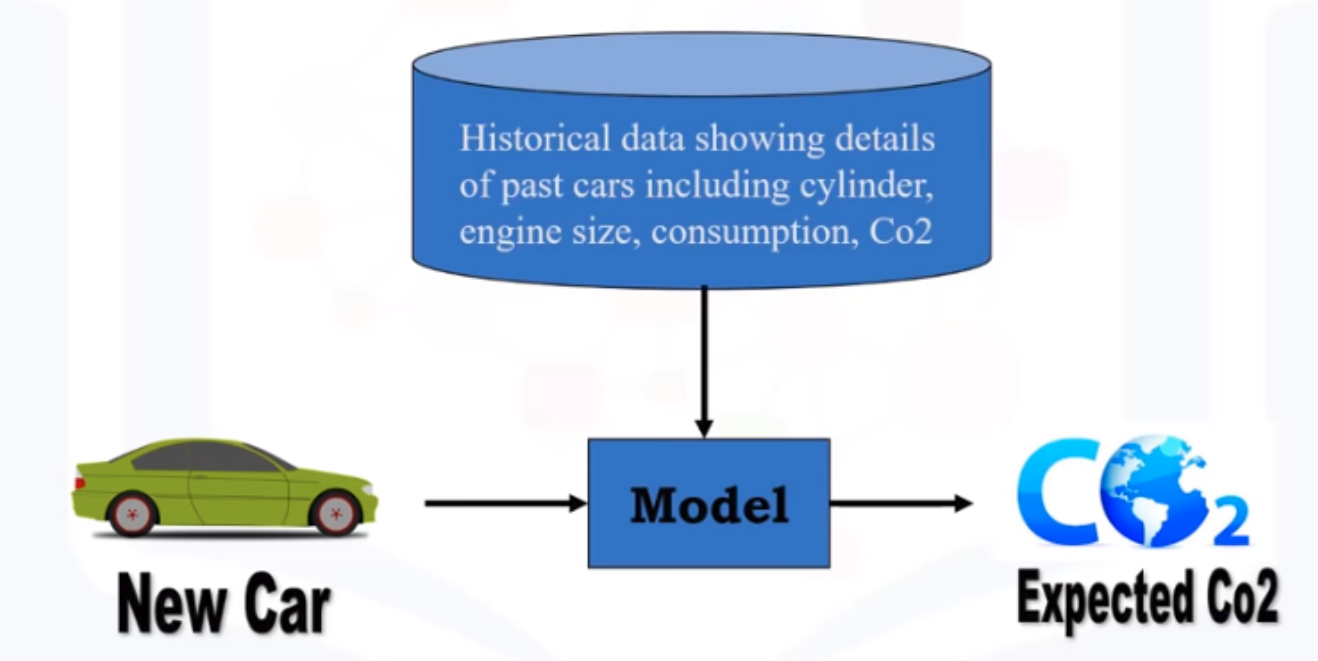 Historical data showing details
of past cars including cylinder,
engine size, consumption, Co2
Model
CO2
New Car
Expected Co2